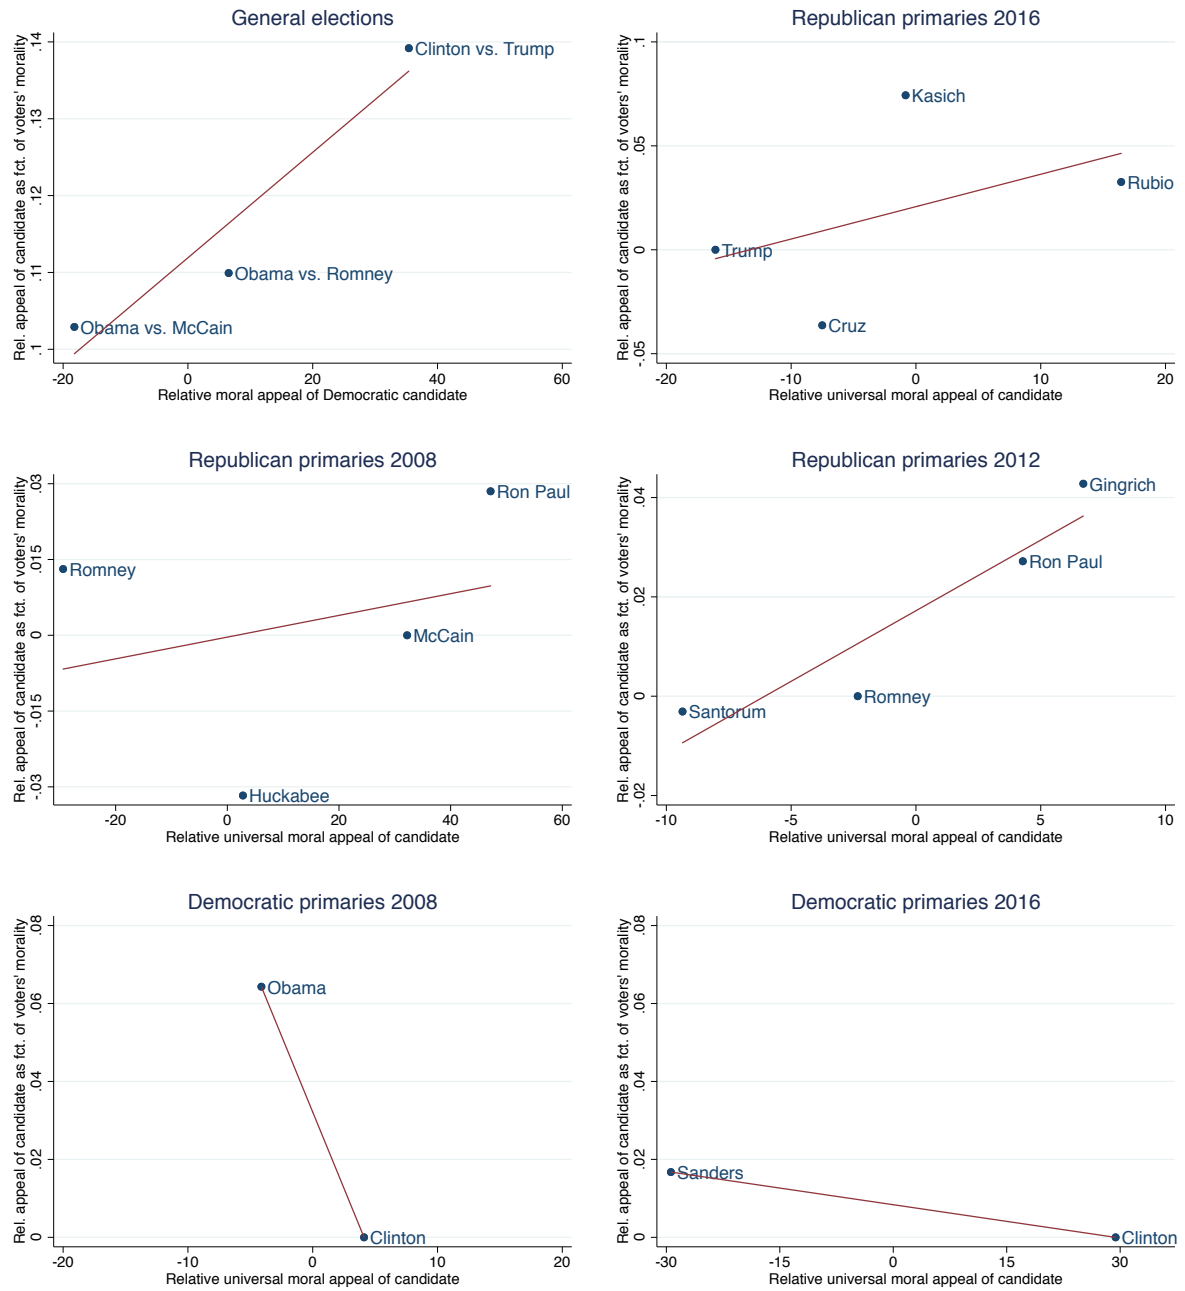 General elections
Rel. appeal of candidate as fct. of voters' morality
.14
.13
.12
.11
.1
Clinton vs. Trump
Obama vs. Romney
Obama vs. McCain
-20 0 20 40 60
Relative moral appeal of Democratic candidate
Republican primaries 2016
Rel. appeal of candidate as fct. of voters' morality
.1
.05
0
-.05
Kasich
Rubio
Trump
Cruz
-20 -10 0 10 20
Relative universal moral appeal of candidate
Republican primaries 2008
Rel. appeal of candidate as fct. of voters' morality
.03
.015
0
-.015
-.03
Ron Paul
Romney
McCain
Huckabee
-20 0 20 40 60
Relative universal moral appeal of candidate
Republican primaries 2012
Rel. appeal of candidate as fct. of voters' morality
.04
.02
0
-.02
Gingrich
Ron Paul
Romney
Santorum
-10 -5 0 5 10
Relative universal moral appeal of candidate
Democratic primaries 2008
Rel. appeal of candidate as fct. of voters' morality
.08
.06
.04
.02
0
Obama
Clinton
-20 -10 0 10 20
Relative universal moral appeal of candidate
Democratic primaries 2016
Rel. appeal of candidate as fct. of voters' morality
.08
.06
.04
.02
0
Sanders
Clinton
-30 -15 0 15 30
Relative universal moral appeal of candidate